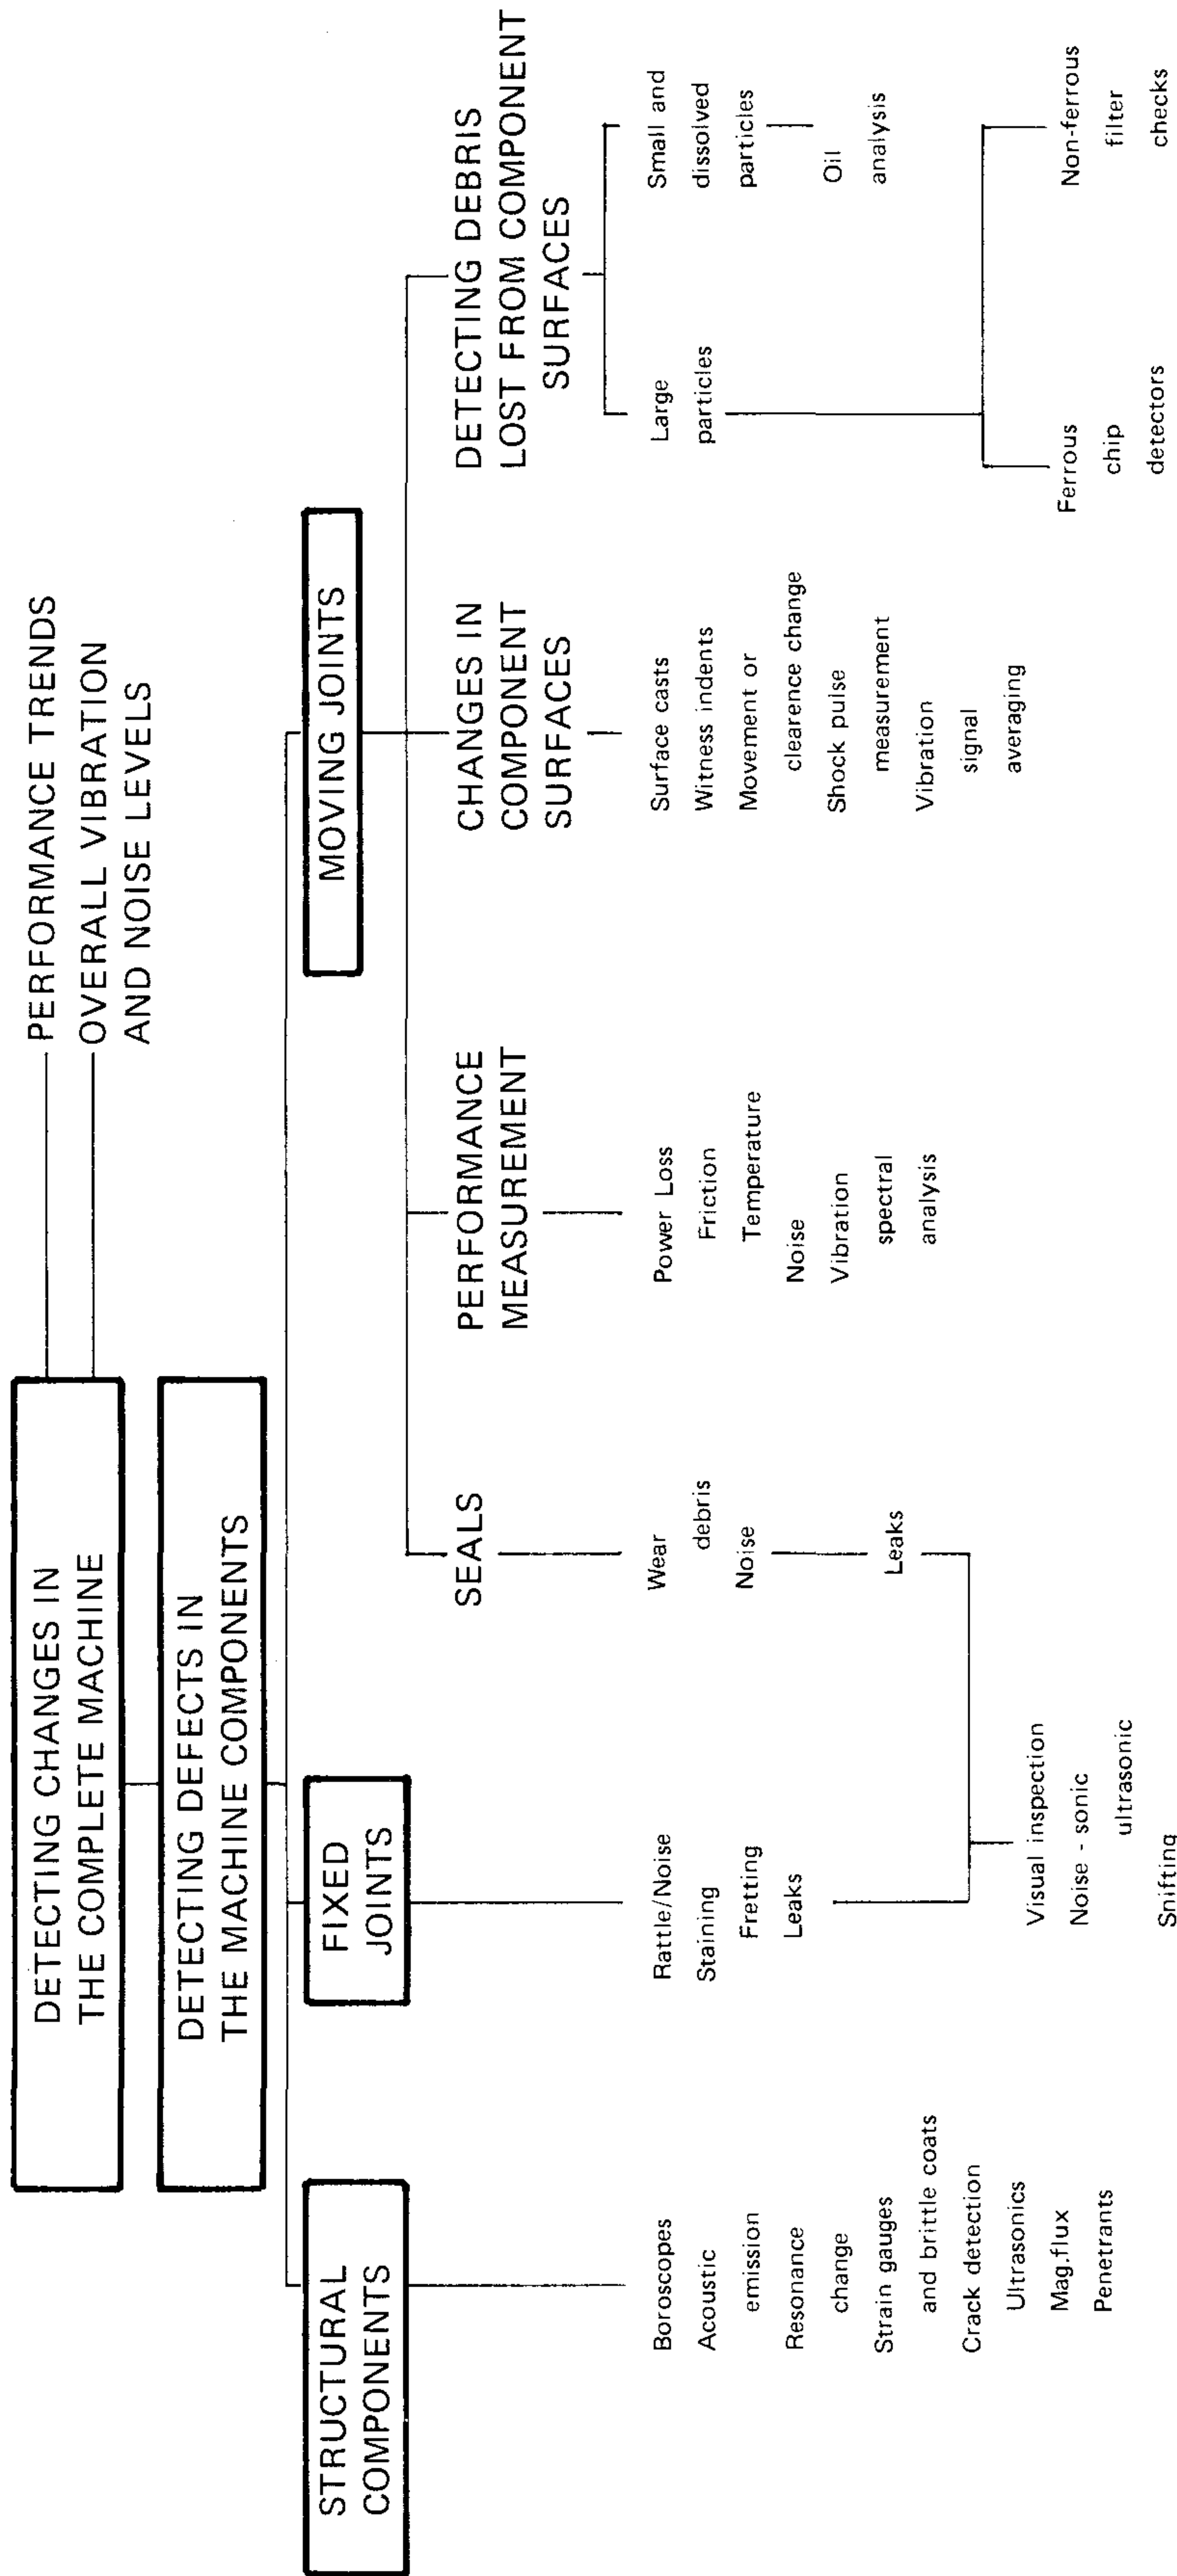 DETECTING CHANGES IN
THE COMPLETE MACHINE
PERFORMANCE TRENDS
OVERALL VIBRATION
AND NOISE LEVELS
DETECTING DEFECTS IN
THE MACHINE COMPONENTS
STRUCTURAL
COMPONENTS
FIXED
JOINTS
MOVING JOINTS
SEALS
PERFORMANCE
MEASUREMENT
CHANGES IN
COMPONENT
SURFACES
DETECTING DEBRIS
LOST FROM COMPONENT
SURFACES
Boroscopes
Acoustic
emission
Resonance
change
Strain gauges
and brittle coats
Crack detection
Ultrasonics
Mag.flux
Penetrants
Rattle/Noise
Staining
Fretting
Leaks
Wear
debris
Noise
Leaks
Visual inspection
Noise - sonic
ultrasonic
Snifting
Power Loss
Friction
Temperature
Noise
Vibration
spectral
analysis
Surface casts
Witness indents
Movement or
clearence change
Shock pulse
measurement
Vibration
signal
averaging
Large
particles
Small and
dissolved
particles
Oil
analysis
Ferrous
chip
detectors
Non-ferrous
filter
checks